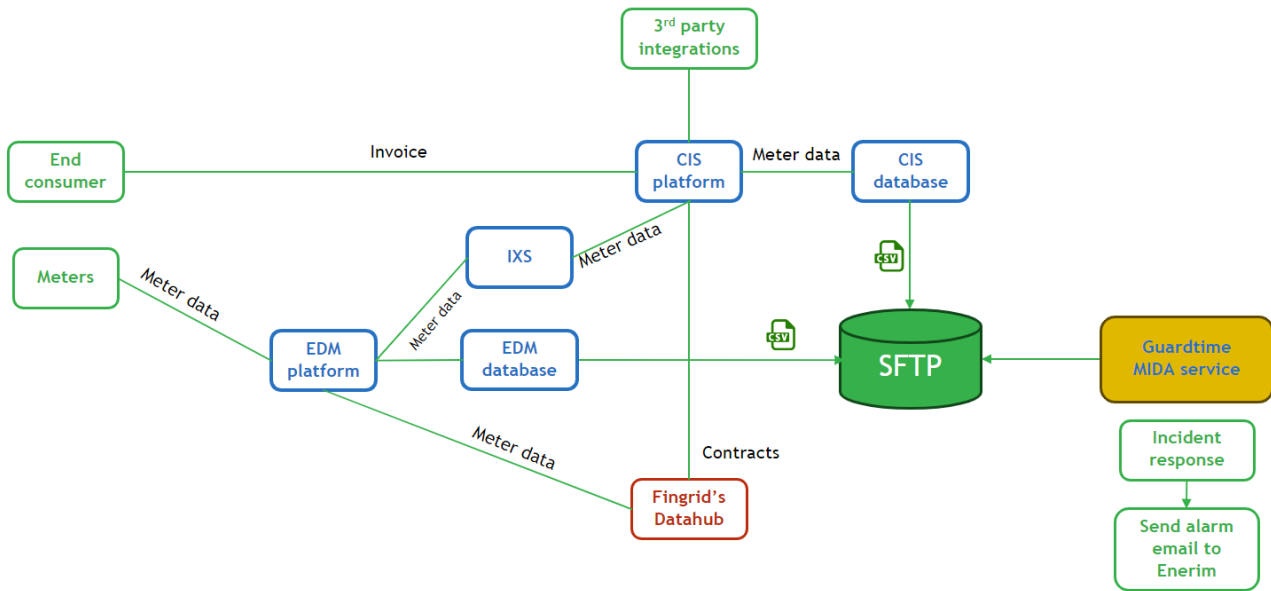 3rd party
integrations
Invoice
End
consumer
CIS
platform
Meter data
CIS
database
IXS
Meter data
CSV
Meters
Meter data
Meter data
EDM
platform
EDM
database
CSV
SFTP
Guardtime
MIDA service
Meter data
Contracts
Incident
response
Fingrid's
Datahub
Send alarm
email to
Enerim